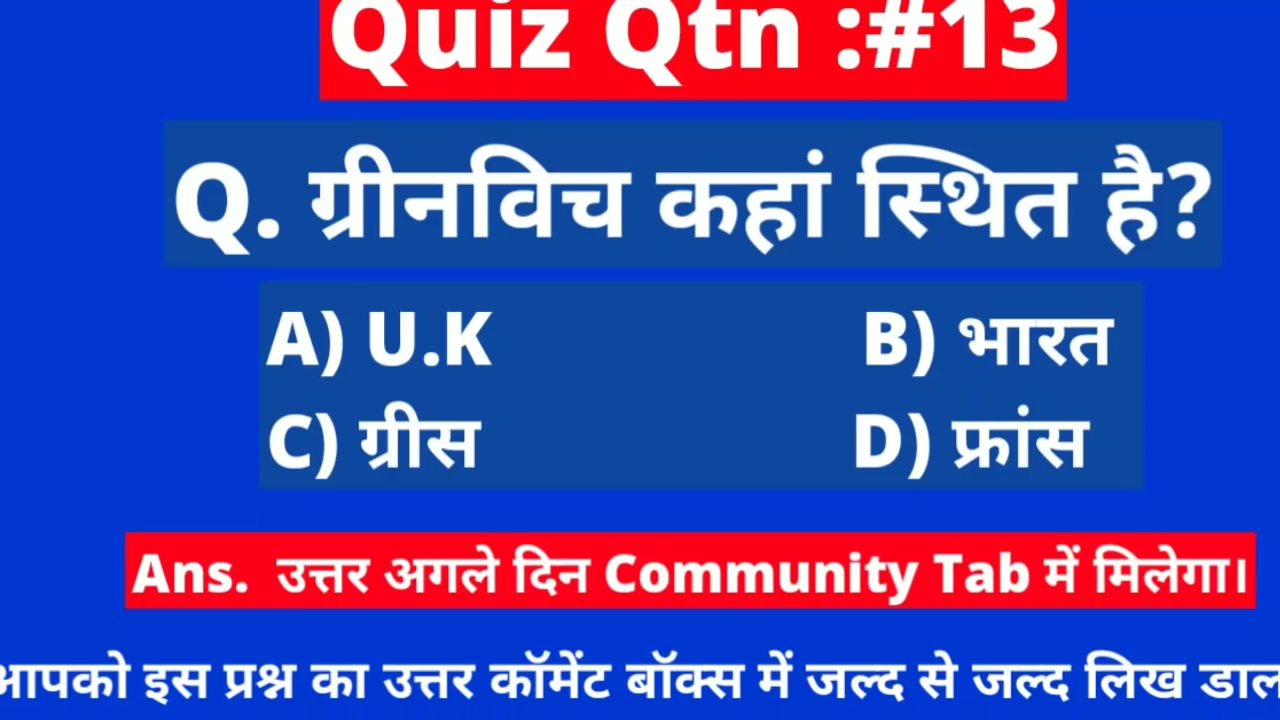 Quiz Qtn :#13
Q. ग्रीनविच कहां स्थित है?
A) U.K B) भारत
C) ग्रीस D) फ्रांस
Ans. उत्तर अगले दिन Community Tab में मिलेगा।
आपको इस प्रश्न का उत्तर कॉमेंट बॉक्स में जल्द से जल्द लिख डाल